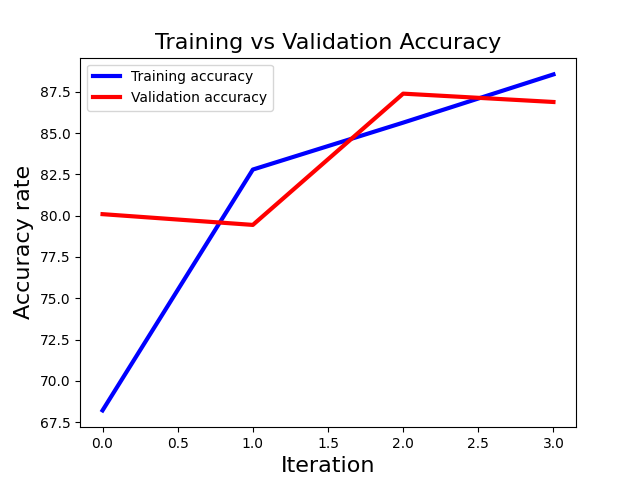 Training vs Validation Accuracy
Training accuracy
Validation accuracy
Accuracy rate
87.5
85.0
82.5
80.0
77.5
75.0
72.5
70.0
67.5
0.0 0.5 1.0 1.5 2.0 2.5 3.0
Iteration